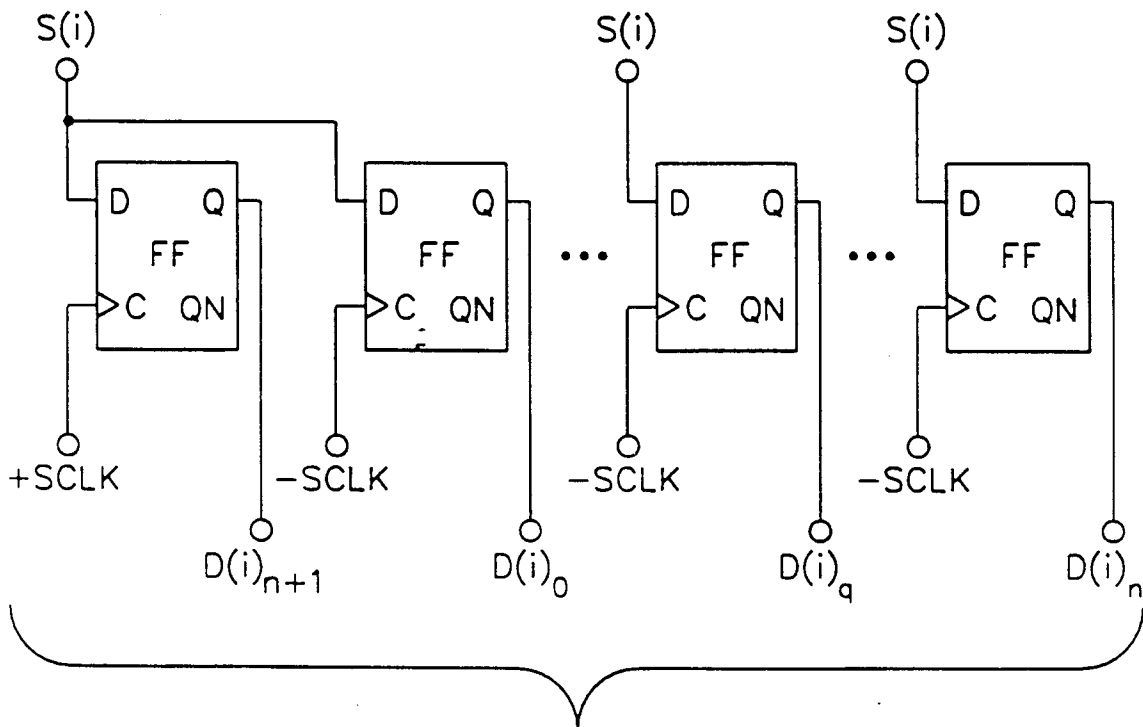 S(i) S(i) S(i)
D Q D Q D Q D Q
FF FF ••• FF ••• FF
C QN C QN C QN C QN
+SCLK -SCLK -SCLK -SCLK
D(i)n+1 D(i)0 D(i)q D(i)n